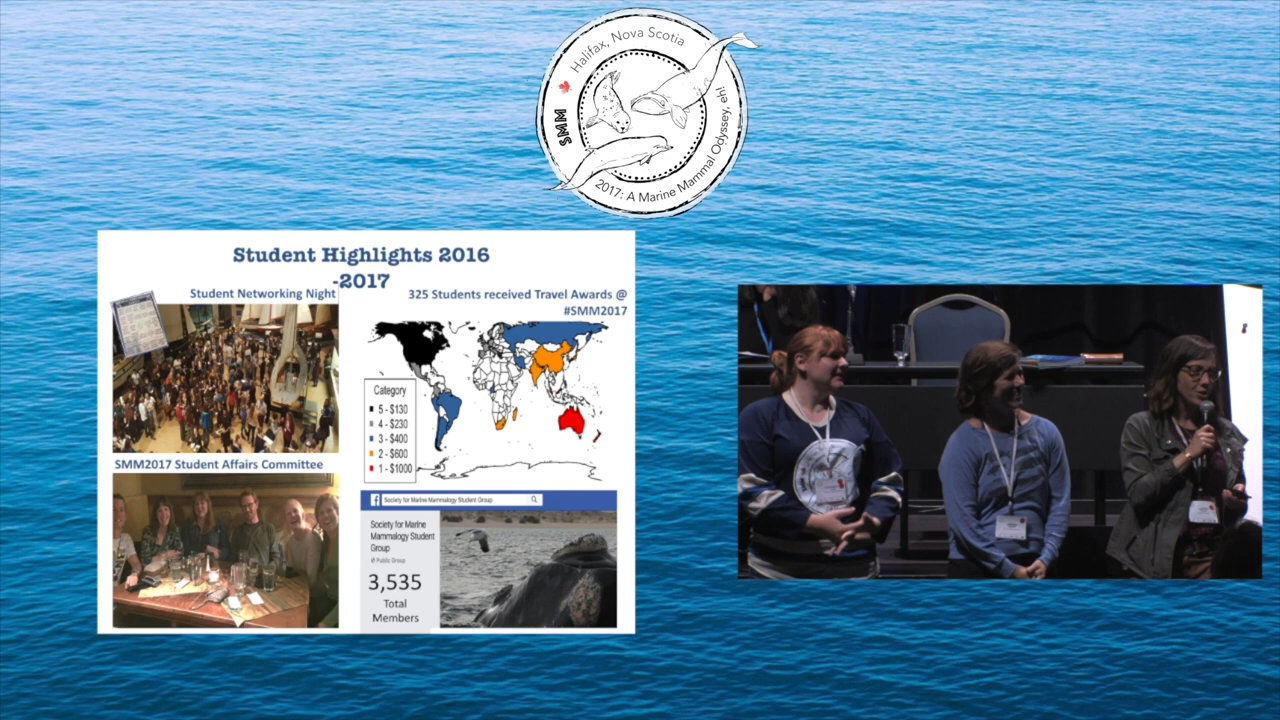 Halifax, Nova Scotia
SMM
2017: A Marine Mammal Odyssey, eh!
Student Highlights 2016
-2017
Student Networking Night
325 Students received Travel Awards @
#SMM2017
Category
5 - $130
4 - $230
3 - $400
2 - $600
1 - $1000
SMM2017 Student Affairs Committee
f Society for Marine Mammalogy Student Group
Society for Marine
Mammalogy Student
Group
Public Group
3,535
Total
Members